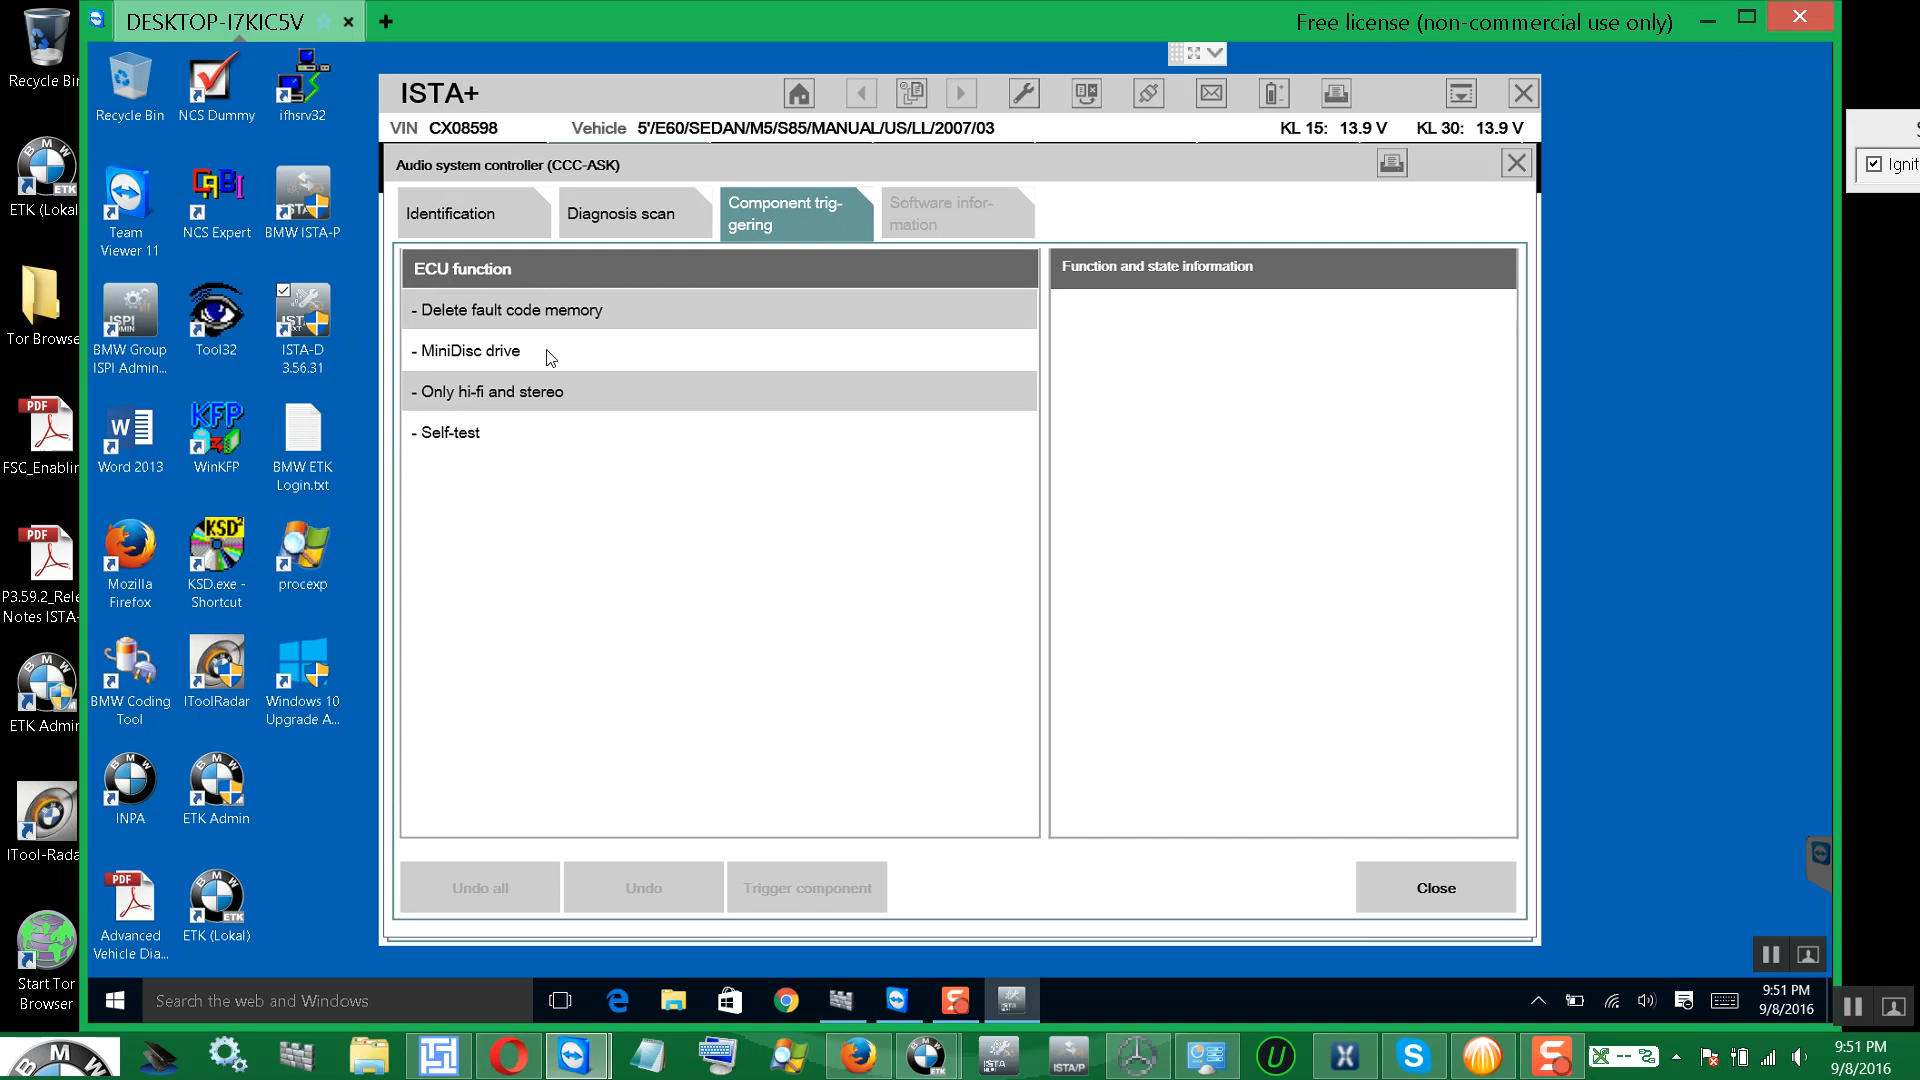 DESKTOP-I7KIC5V
Free license (non-commercial use only)
Recycle Bin
ETK (Lokal
Tor Browse
FSC_Enablin
P3.59.2_Rele
Notes ISTA-
ETK Admin
ITool-Rada
Start Tor
Browser
Recycle Bin
NCS Dummy
ifhsrv32
Team
Viewer 11
NCS Expert
BMW ISTA-P
BMW Group
ISPI Admin...
Tool32
ISTA-D
3.56.31
Word 2013
WinKFP
BMW ETK
Login.txt
Mozilla
Firefox
KSD.exe -
Shortcut
procexp
BMW Coding
Tool
IToolRadar
Windows 10
Upgrade A...
INPA
ETK Admin
Advanced
Vehicle Dia...
ETK (Lokal)
ISTA+
VIN CX08598
Vehicle 5'/E60/SEDAN/M5/S85/MANUAL/US/LL/2007/03
KL 15: 13.9 V
KL 30: 13.9 V
Audio system controller (CCC-ASK)
Identification
Diagnosis scan
Component trig-
gering
Software infor-
mation
ECU function
Function and state information
- Delete fault code memory
- MiniDisc drive
- Only hi-fi and stereo
- Self-test
Undo all
Undo
Trigger component
Close
Ignit
Search the web and Windows
9:51 PM
9/8/2016
9:51 PM
9/8/2016